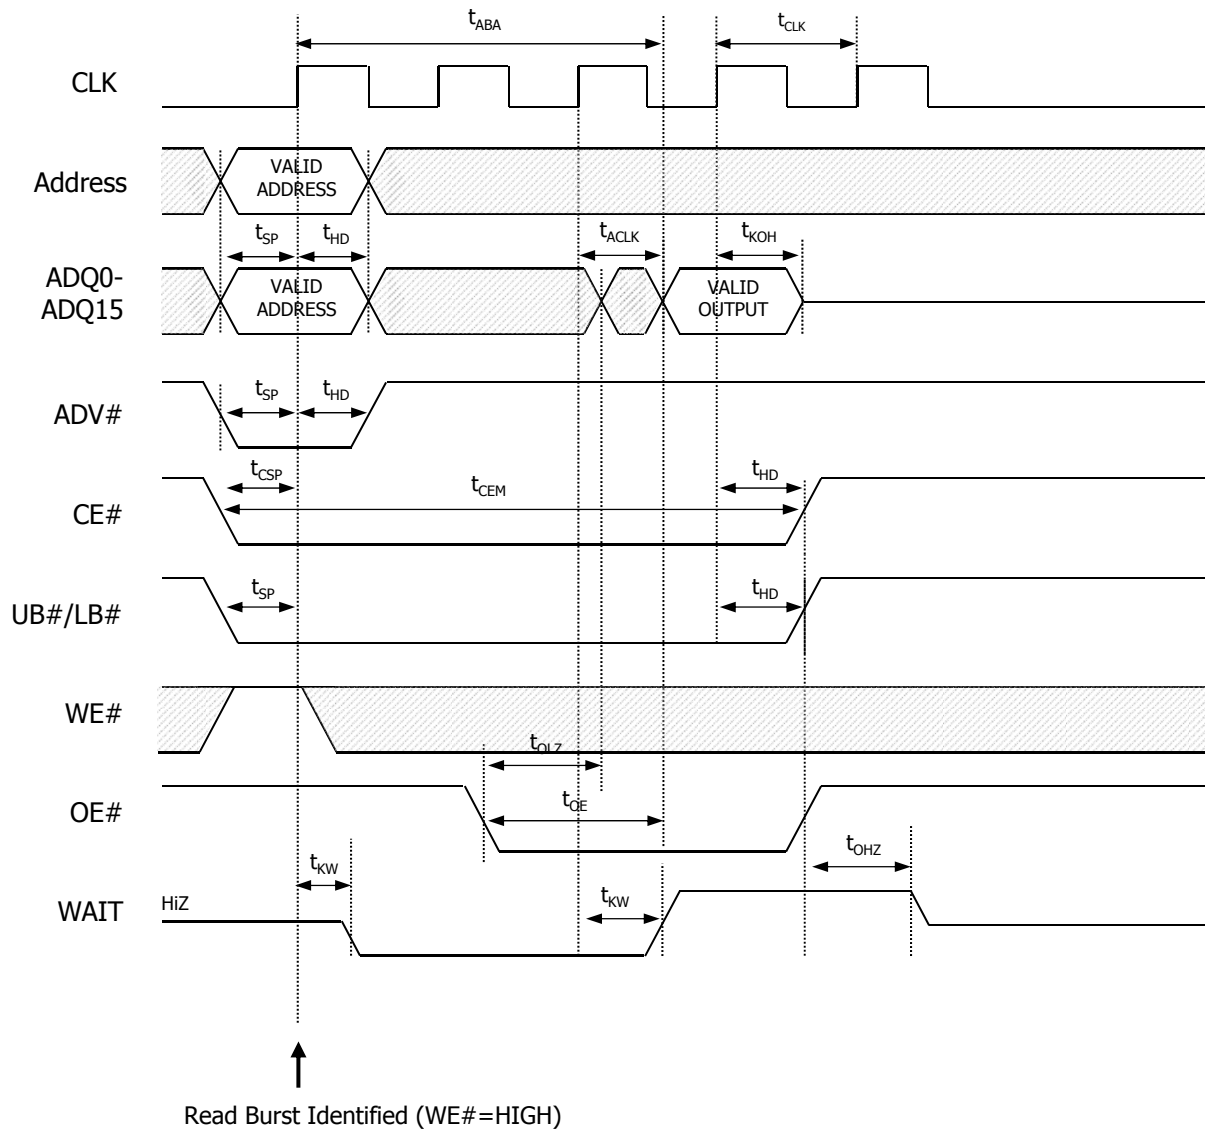 tABA
tCLK
CLK
Address
VALID
ADDRESS
tSP
tHD
tACLK
tKOH
ADQ0-
ADQ15
VALID
ADDRESS
VALID
OUTPUT
ADV#
tSP
tHD
CE#
tCSP
tCEM
tHD
UB#/LB#
tSP
tHD
WE#
tOLZ
OE#
tOE
tOHZ
tKW
WAIT
HiZ
tKW
Read Burst Identified (WE#=HIGH)